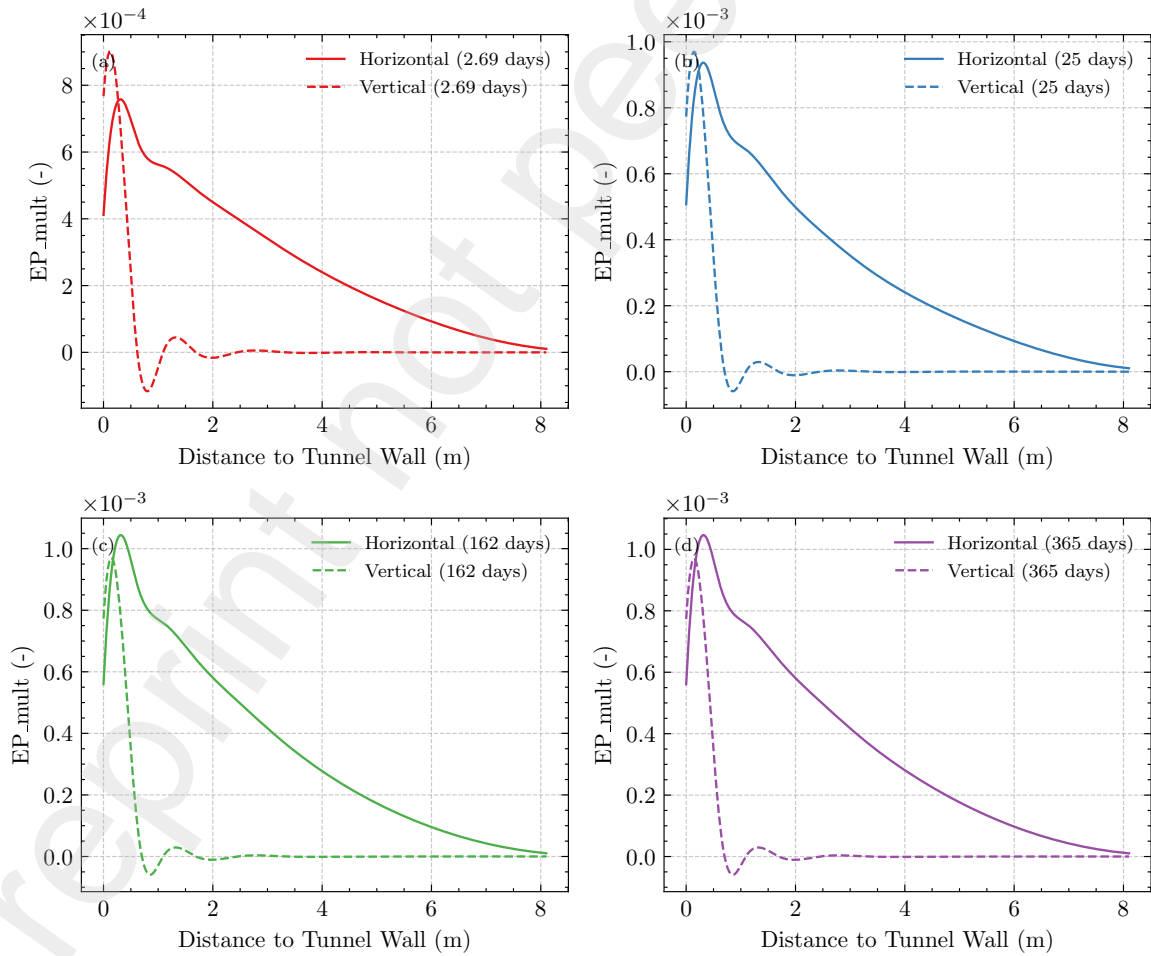 ×10⁻⁴
(a)
Horizontal (2.69 days)
Vertical (2.69 days)
8
6
4
2
0
EP_mult (-)
0 2 4 6 8
Distance to Tunnel Wall (m)
×10⁻³
(b)
Horizontal (25 days)
Vertical (25 days)
1.0
0.8
0.6
0.4
0.2
0.0
EP_mult (-)
0 2 4 6 8
Distance to Tunnel Wall (m)
×10⁻³
(c)
Horizontal (162 days)
Vertical (162 days)
1.0
0.8
0.6
0.4
0.2
0.0
EP_mult (-)
0 2 4 6 8
Distance to Tunnel Wall (m)
×10⁻³
(d)
Horizontal (365 days)
Vertical (365 days)
1.0
0.8
0.6
0.4
0.2
0.0
EP_mult (-)
0 2 4 6 8
Distance to Tunnel Wall (m)
reprint not pee